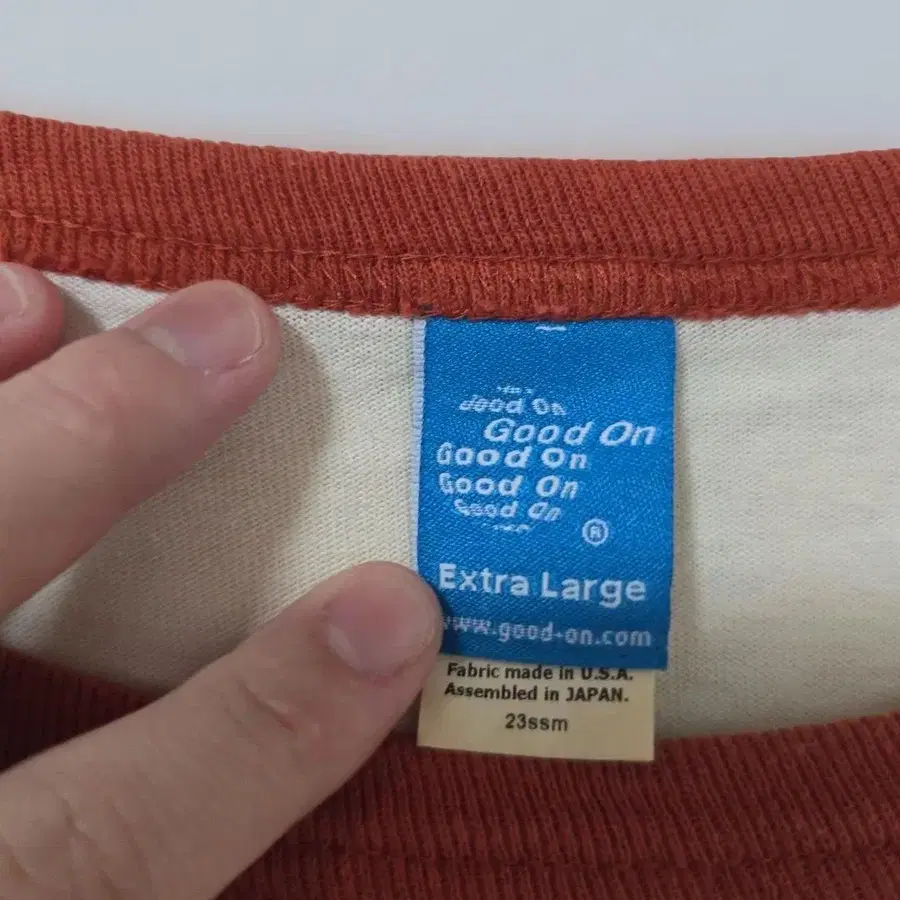 Good On
Good On
Good On
Good On
Good On
®
Extra Large
www.good-on.com
Fabric made in U.S.A.
Assembled in JAPAN.
23ssm